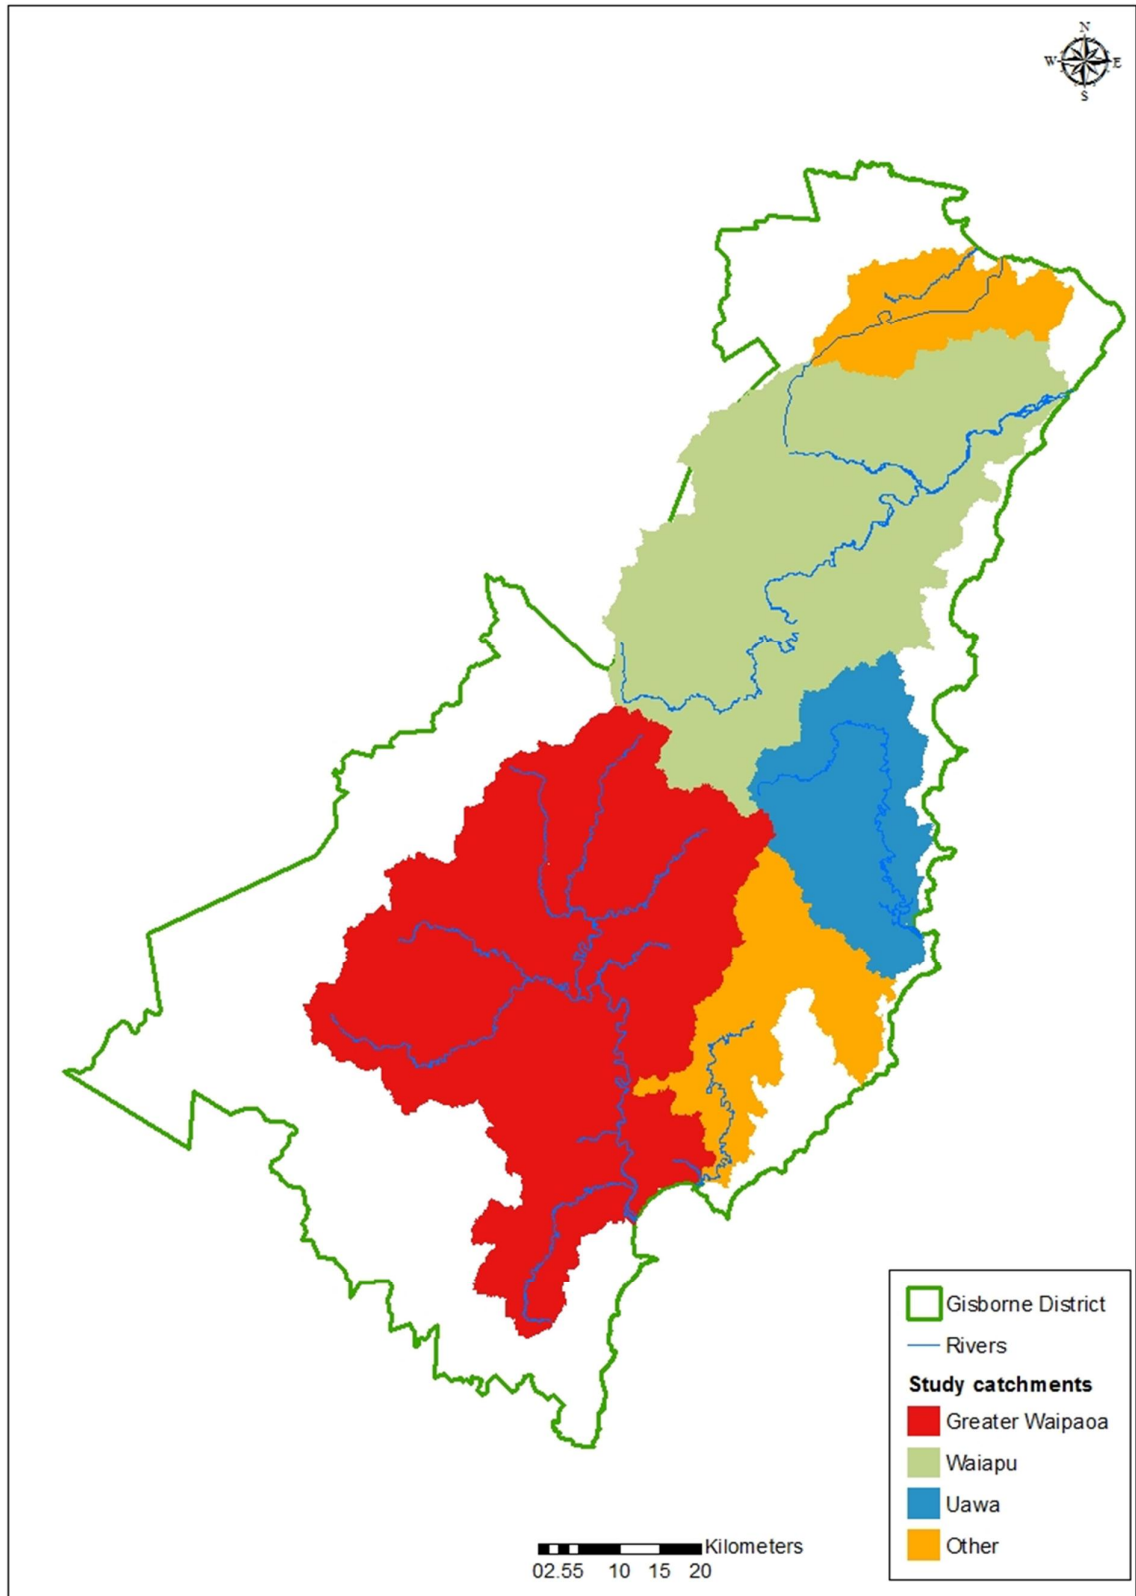 N
W E
S
Gisborne District
Rivers
Study catchments
Greater Waipaoa
Waiapu
Uawa
Other
Kilometers
02.55 10 15 20